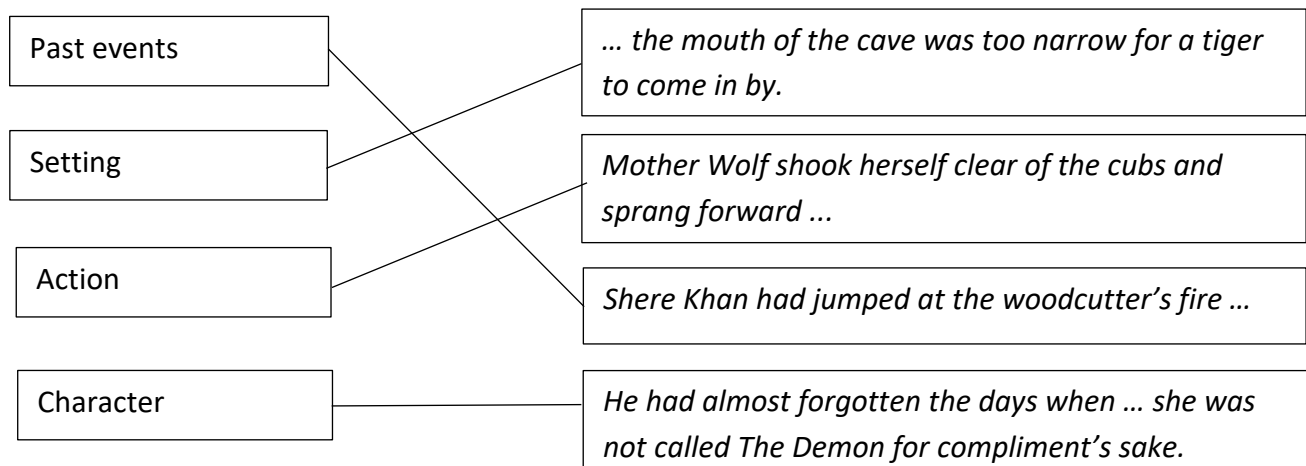 Past events
… the mouth of the cave was too narrow for a tiger
to come in by.
Setting
Mother Wolf shook herself clear of the cubs and
sprang forward ...
Action
Shere Khan had jumped at the woodcutter’s fire …
Character
He had almost forgotten the days when … she was
not called The Demon for compliment’s sake.